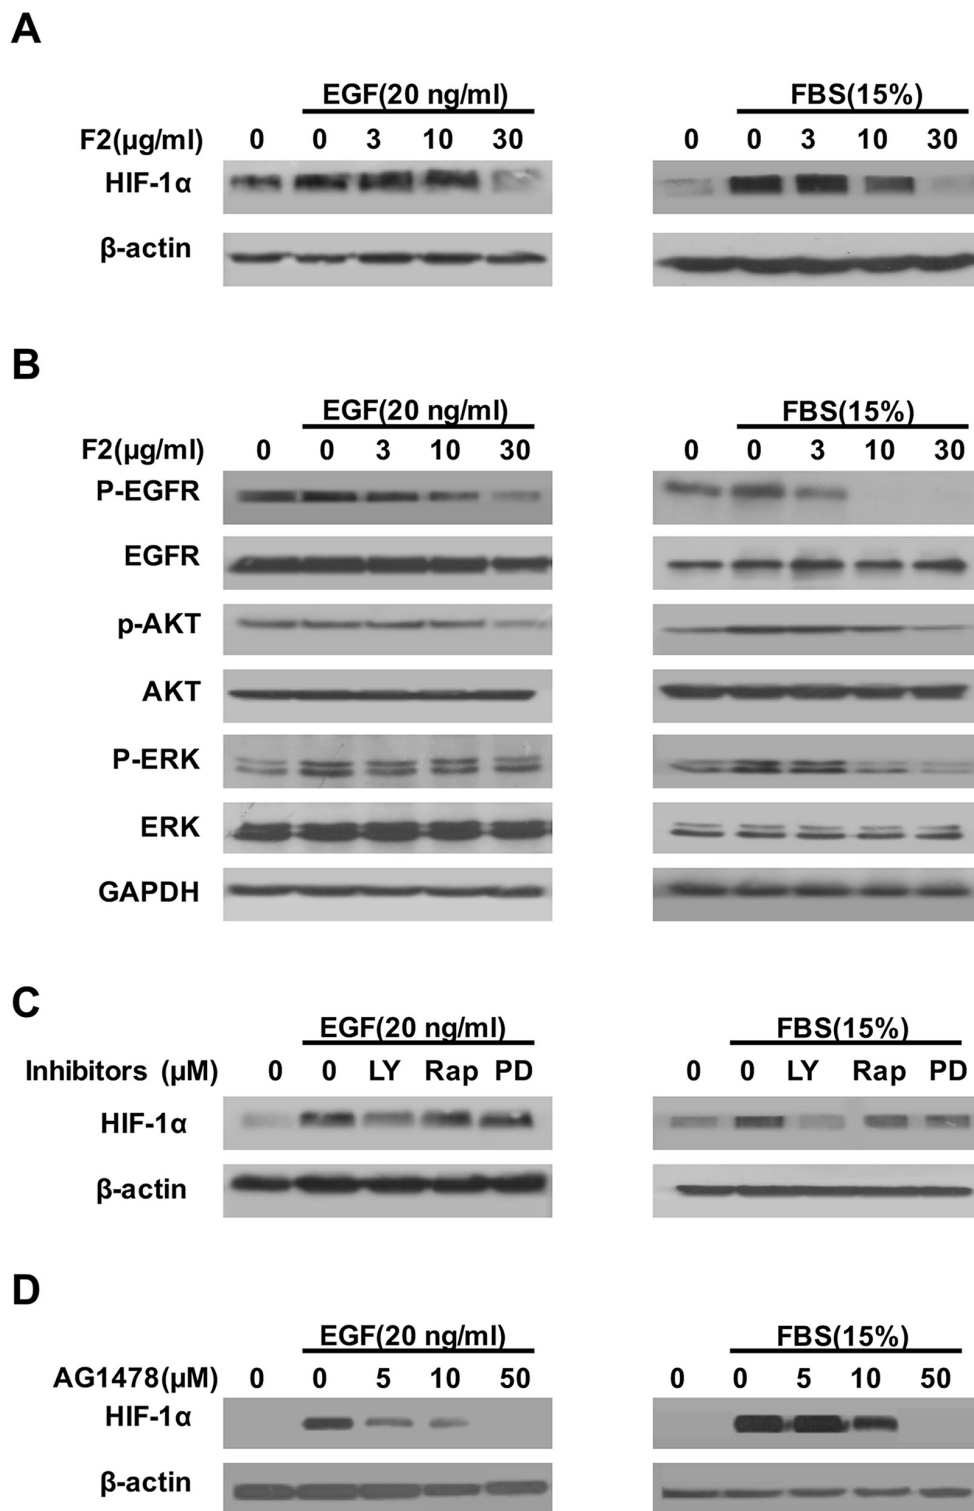 A
EGF(20 ng/ml) FBS(15%)
F2(μg/ml) 0 0 3 10 30 0 0 3 10 30
HIF-1α
β-actin
B
EGF(20 ng/ml) FBS(15%)
F2(μg/ml) 0 0 3 10 30 0 0 3 10 30
P-EGFR
EGFR
p-AKT
AKT
P-ERK
ERK
GAPDH
C
EGF(20 ng/ml) FBS(15%)
Inhibitors (μM) 0 0 LY Rap PD 0 0 LY Rap PD
HIF-1α
β-actin
D
EGF(20 ng/ml) FBS(15%)
AG1478(μM) 0 0 5 10 50 0 0 5 10 50
HIF-1α
β-actin